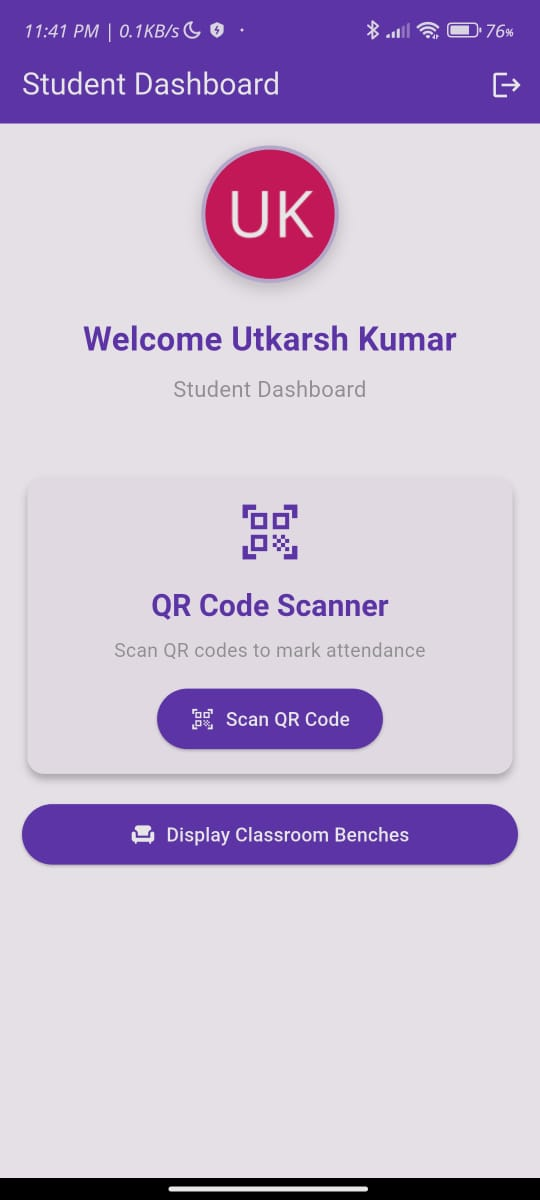 11:41 PM | 0.1KB/s
76%
Student Dashboard
UK
Welcome Utkarsh Kumar
Student Dashboard
QR Code Scanner
Scan QR codes to mark attendance
Scan QR Code
Display Classroom Benches